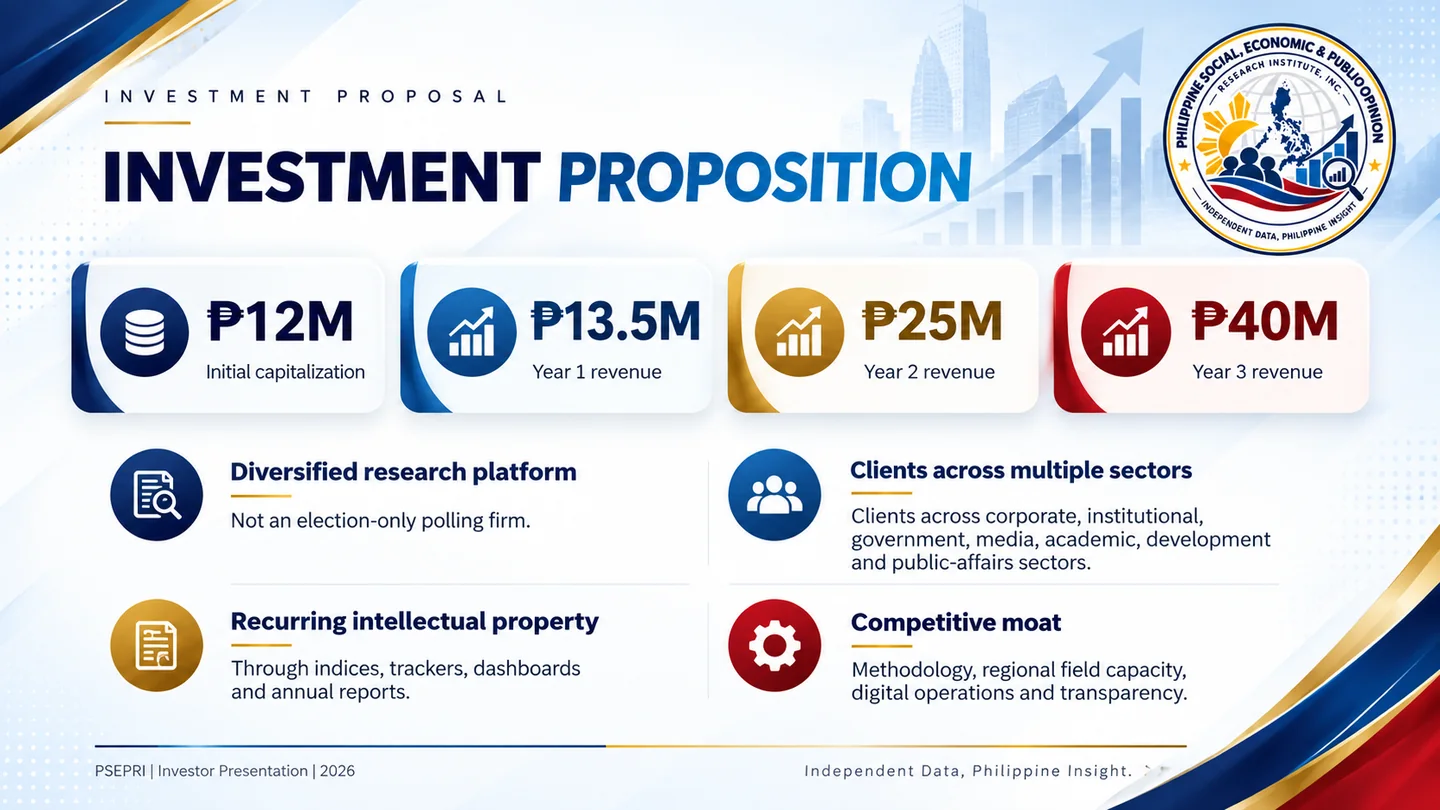 INVESTMENT PROPOSAL
INVESTMENT PROPOSITION
PHILIPPINE SOCIAL, ECONOMIC & PUBLIC OPINION
RESEARCH INSTITUTE, INC.
INDEPENDENT DATA, PHILIPPINE INSIGHT
₱12M
Initial capitalization
₱13.5M
Year 1 revenue
₱25M
Year 2 revenue
₱40M
Year 3 revenue
Diversified research platform
Not an election-only polling firm.
Clients across multiple sectors
Clients across corporate, institutional,
government, media, academic, development
and public-affairs sectors.
Recurring intellectual property
Through indices, trackers, dashboards
and annual reports.
Competitive moat
Methodology, regional field capacity,
digital operations and transparency.
PSEPRI | Investor Presentation | 2026
Independent Data, Philippine Insight.